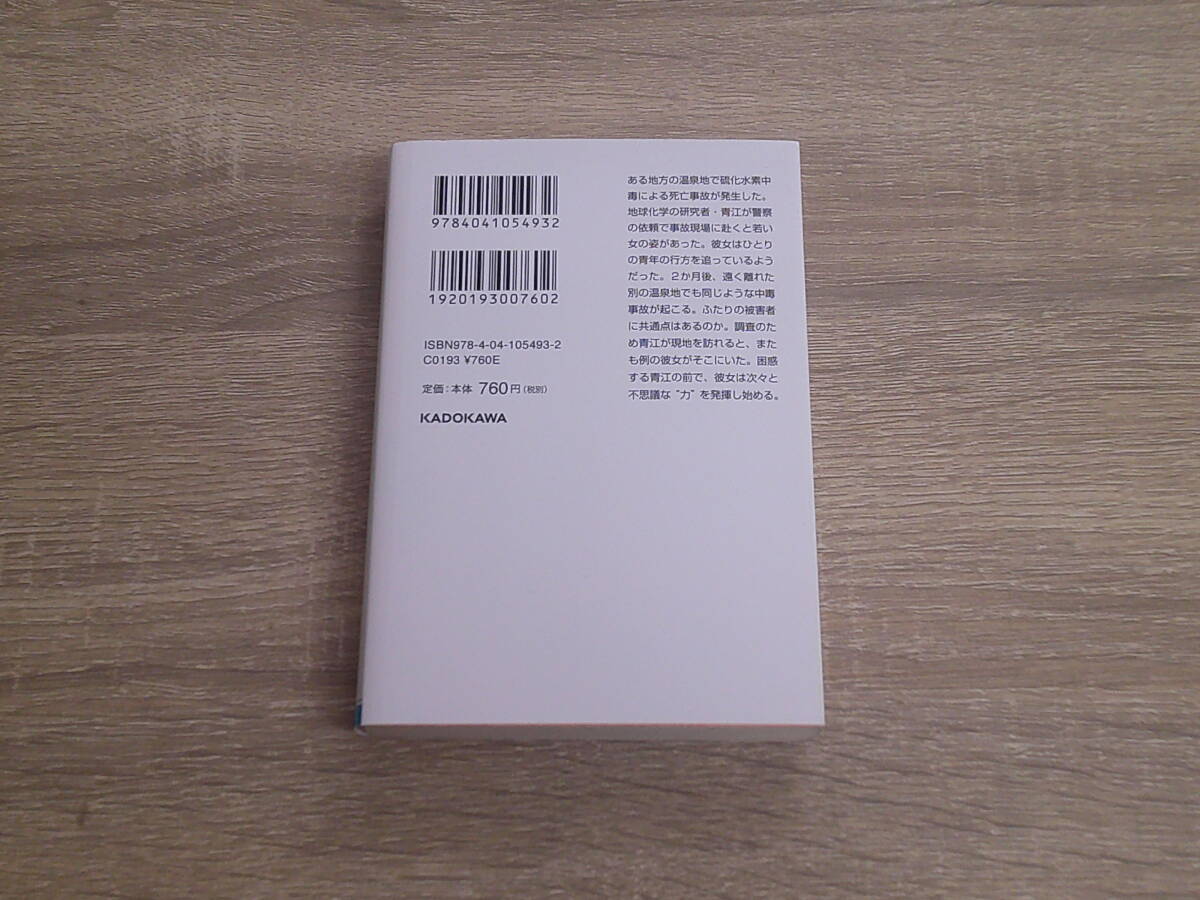 9784041054932
1920193007602
ISBN978-4-04-105493-2
C0193 ¥760E
定価:本体 760円(税別)
KADOKAWA
ある地方の温泉地で硫化水素中
毒による死亡事故が発生した。
地球化学の研究者・青江が警察
の依頼で事故現場に赴くと若い
女の姿があった。彼女はひとり
の青年の行方を追っているよう
だった。2か月後、遠く離れた
別の温泉地でも同じような中毒
事故が起こる。ふたりの被害者
に共通点はあるのか。調査のた
め青江が現地を訪れると、また
も例の彼女がそこにいた。困惑
する青江の前で、彼女は次々と
不思議な“力”を発揮し始める。